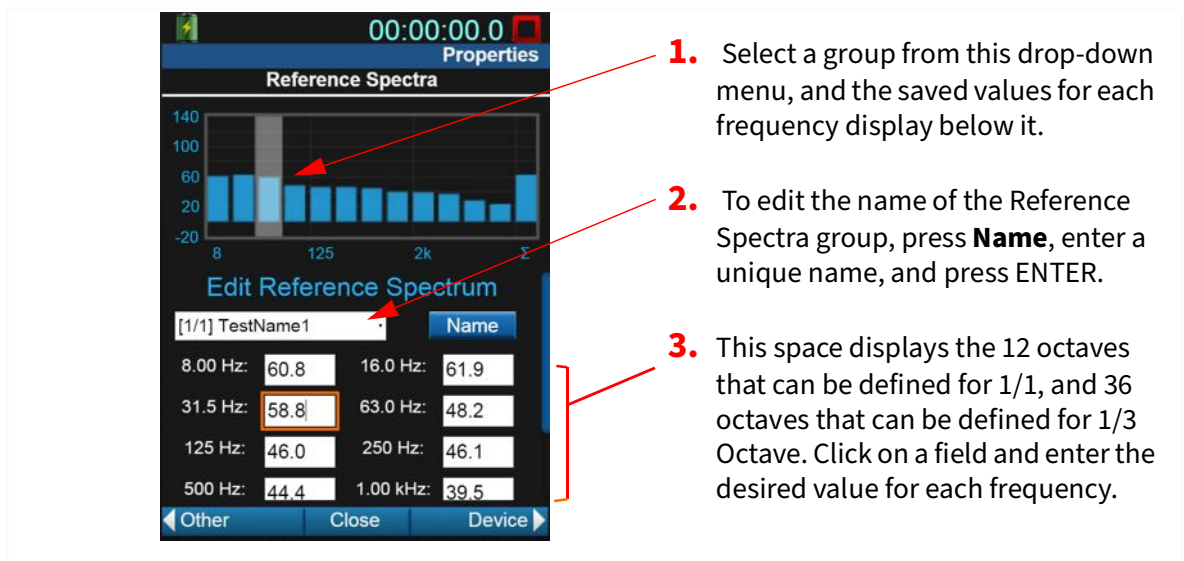 00:00:00.0
Properties
Reference Spectra
140
100
60
20
-20
8 125 2k Σ
Edit Reference Spectrum
[1/1] TestName1 Name
8.00 Hz: 60.8 16.0 Hz: 61.9
31.5 Hz: 58.8 63.0 Hz: 48.2
125 Hz: 46.0 250 Hz: 46.1
500 Hz: 44.4 1.00 kHz: 39.5
Other Close Device
1. Select a group from this drop-down
menu, and the saved values for each
frequency display below it.
2. To edit the name of the Reference
Spectra group, press Name, enter a
unique name, and press ENTER.
3. This space displays the 12 octaves
that can be defined for 1/1, and 36
octaves that can be defined for 1/3
Octave. Click on a field and enter the
desired value for each frequency.